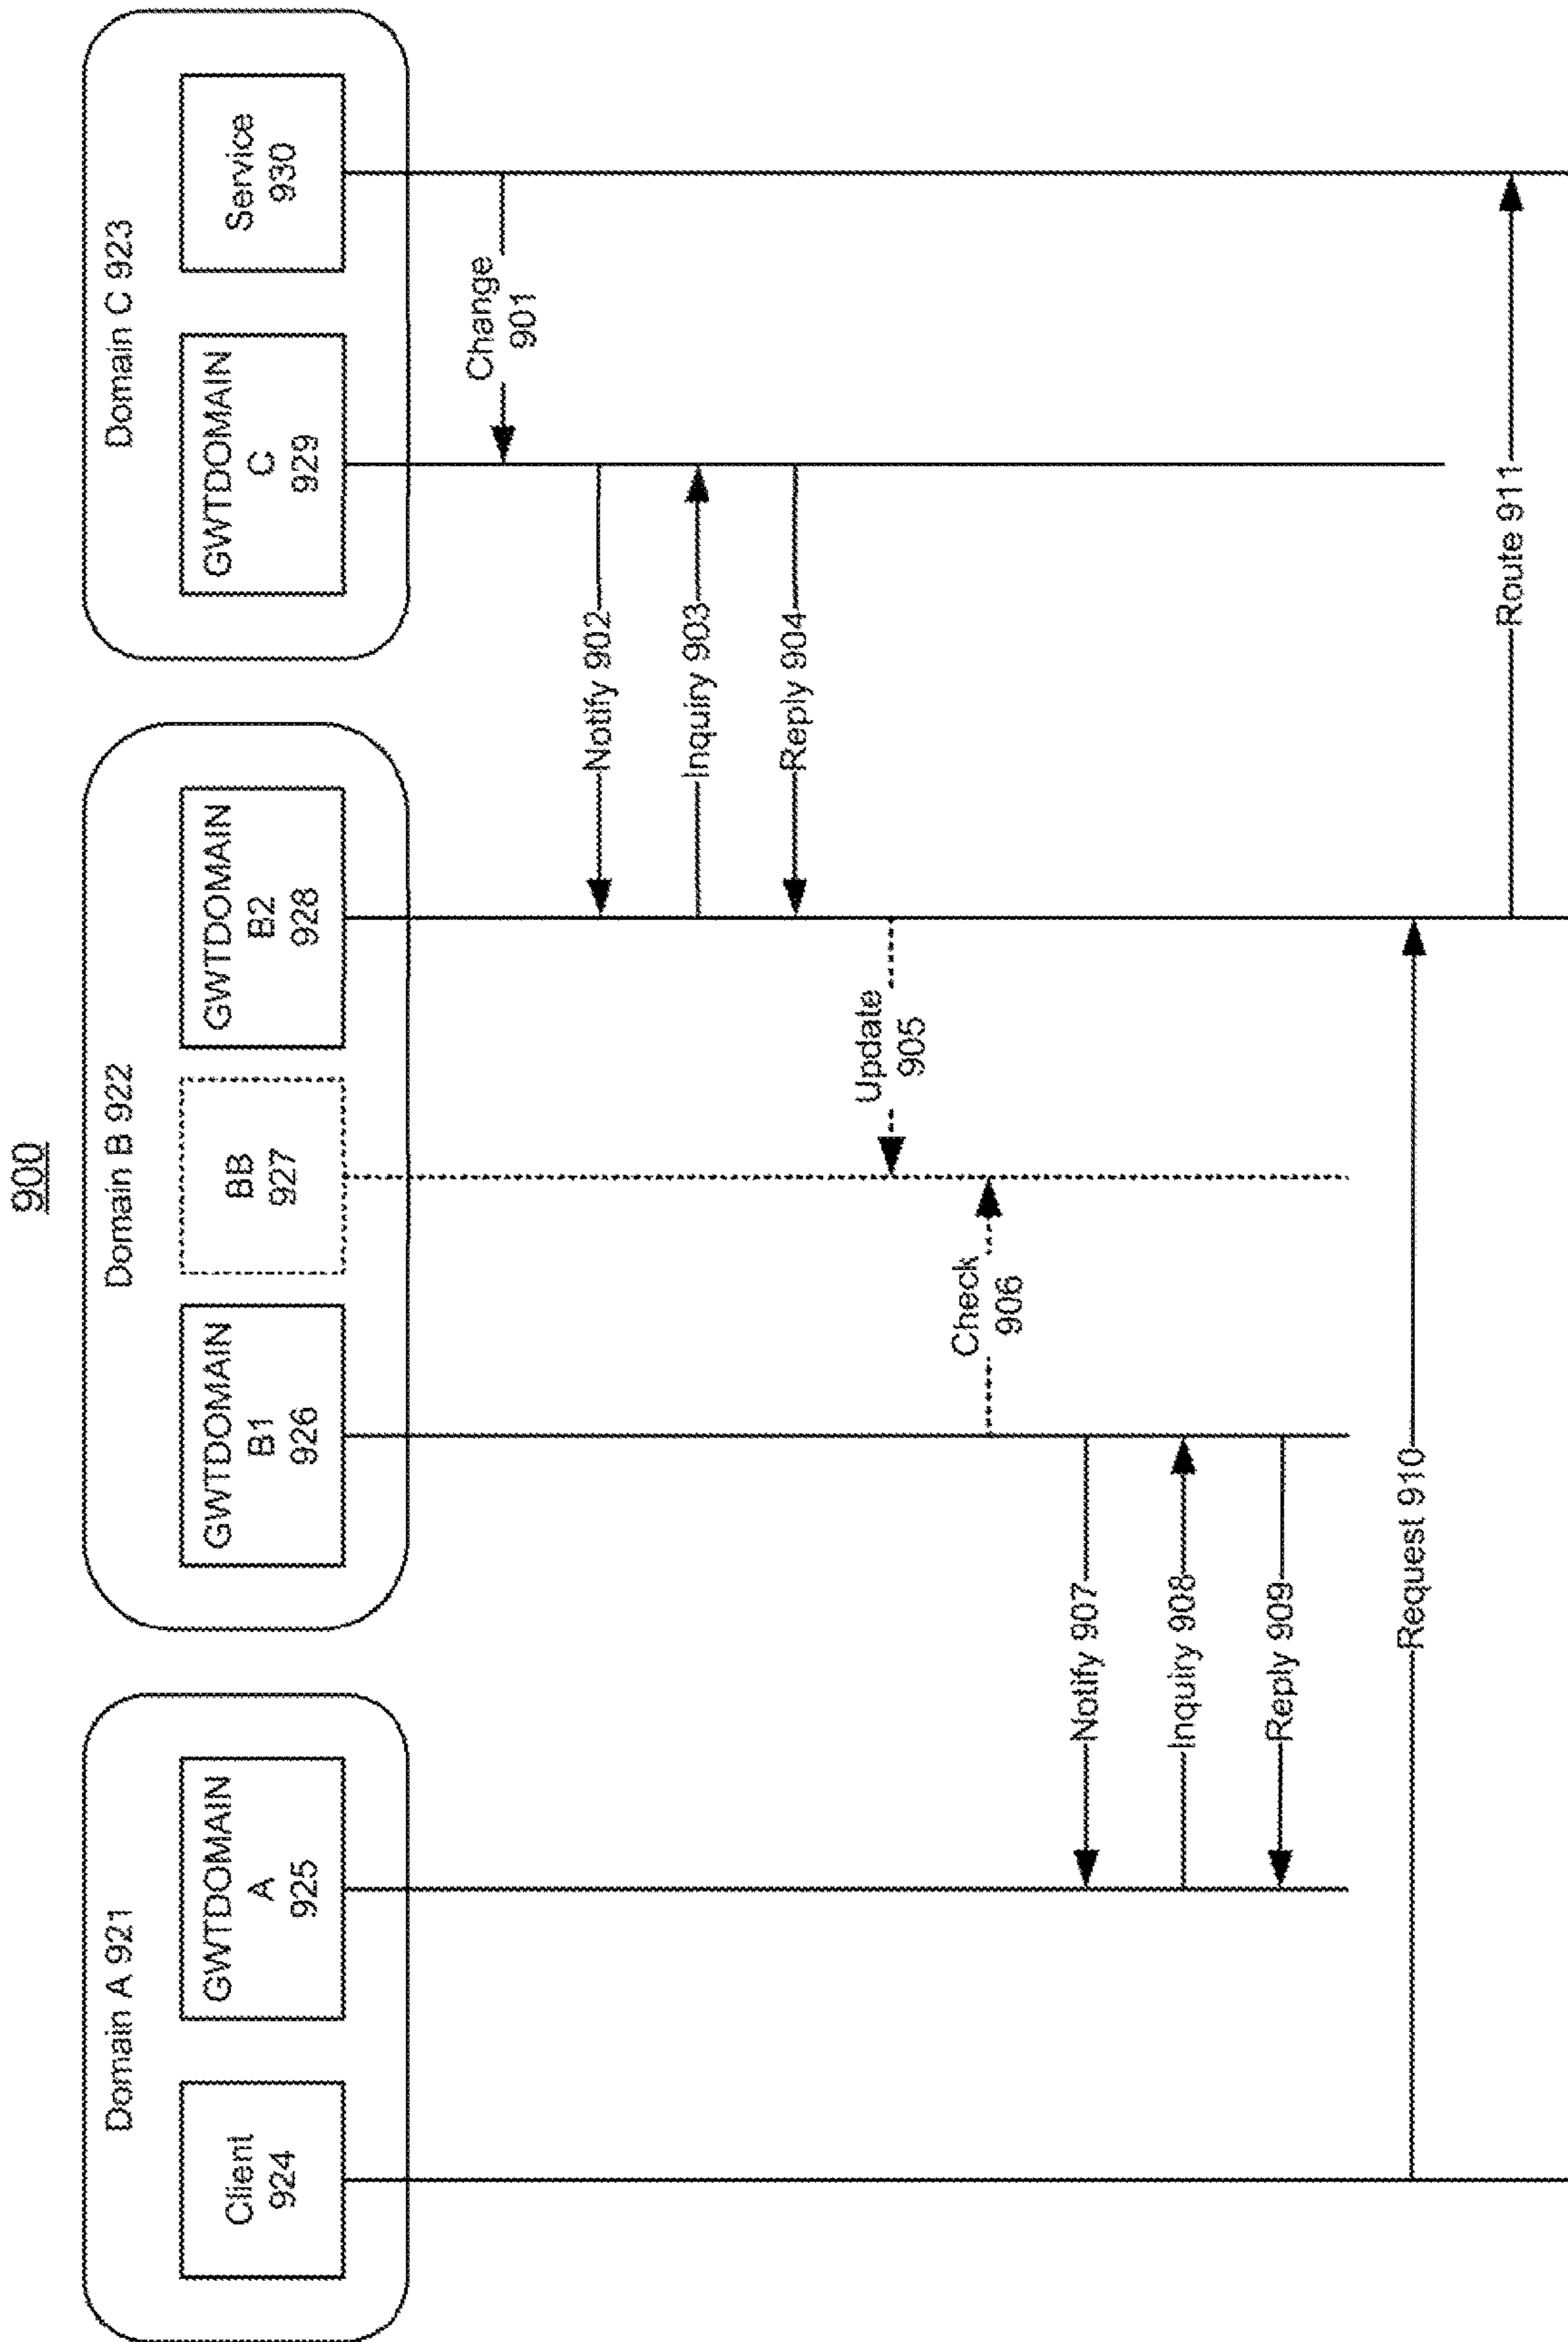 900
Domain A 921
Client
924
GWTDOMAIN
A
925
Domain B 922
GWTDOMAIN
B1
926
BB
927
GWTDOMAIN
B2
928
Domain C 923
GWTDOMAIN
C
929
Service
930
Change
901
Notify 902
Inquiry 903
Reply 904
Update
905
Check
906
Notify 907
Inquiry 908
Reply 909
Request 910
Route 911